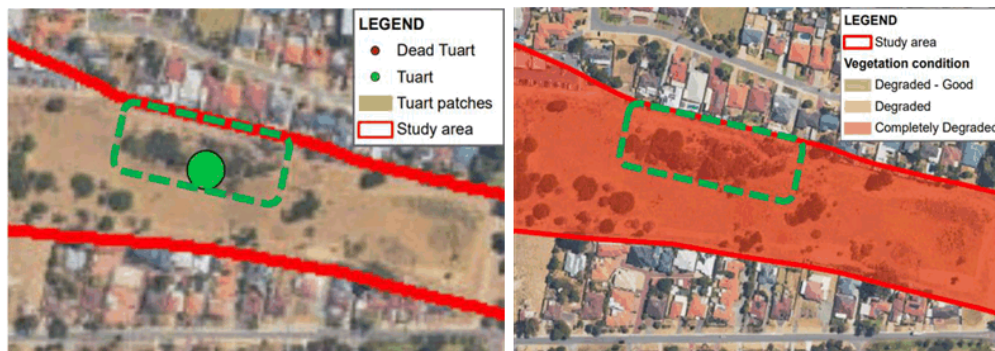 LEGEND
Dead Tuart
Tuart
Tuart patches
Study area
LEGEND
Study area
Vegetation condition
Degraded - Good
Degraded
Completely Degraded